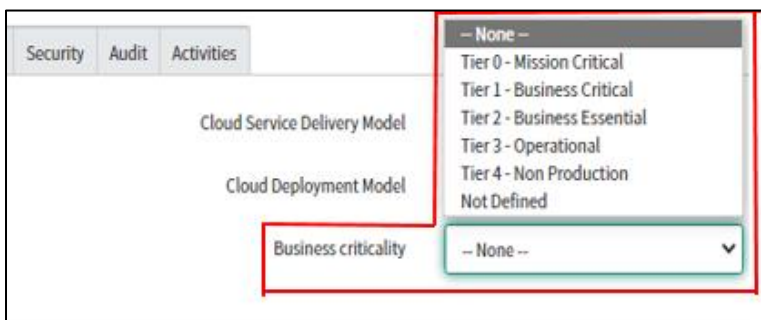 Security Audit Activities
Cloud Service Delivery Model
Cloud Deployment Model
Business criticality
-- None --
Tier 0 - Mission Critical
Tier 1 - Business Critical
Tier 2 - Business Essential
Tier 3 - Operational
Tier 4 - Non Production
Not Defined
-- None --